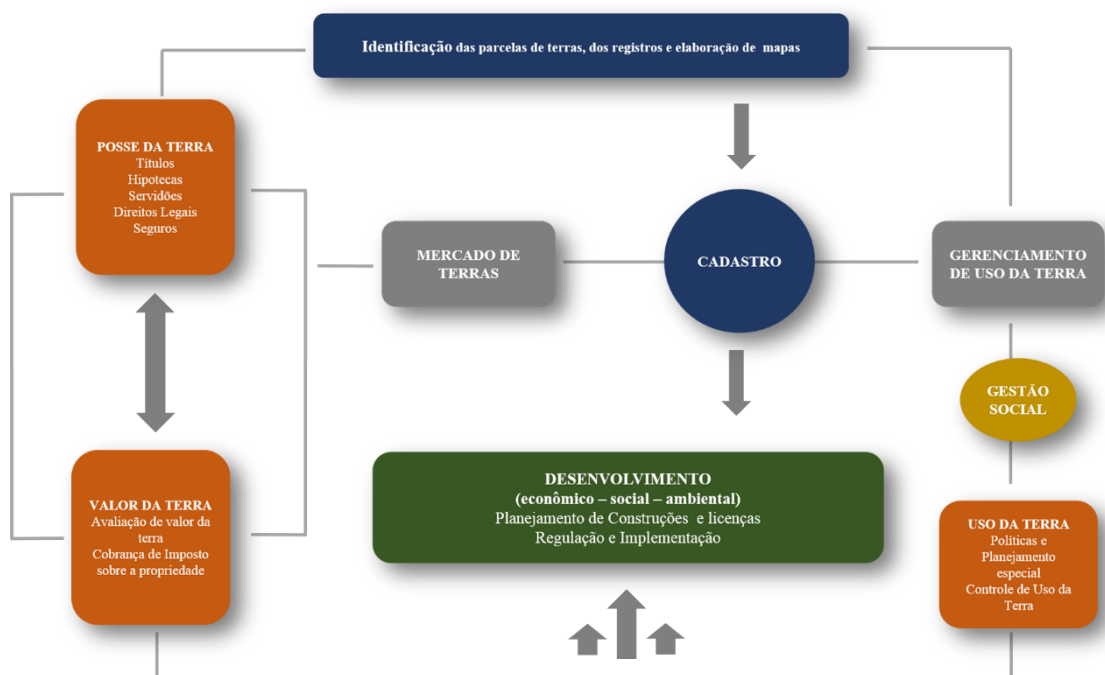 Identificação das parcelas de terras, dos registros e elaboração de mapas
POSSE DA TERRA
Títulos
Hipotecas
Servidões
Direitos Legais
Seguros
MERCADO DE
TERRAS
CADASTRO
GERENCIAMENTO
DE USO DA TERRA
GESTÃO
SOCIAL
VALOR DA TERRA
Avaliação de valor da
terra
Cobrança de Imposto
sobre a propriedade
DESENVOLVIMENTO
(econômico – social – ambiental)
Planejamento de Construções e licenças
Regulação e Implementação
USO DA TERRA
Políticas e
Planejamento
especial
Controle de Uso da
Terra